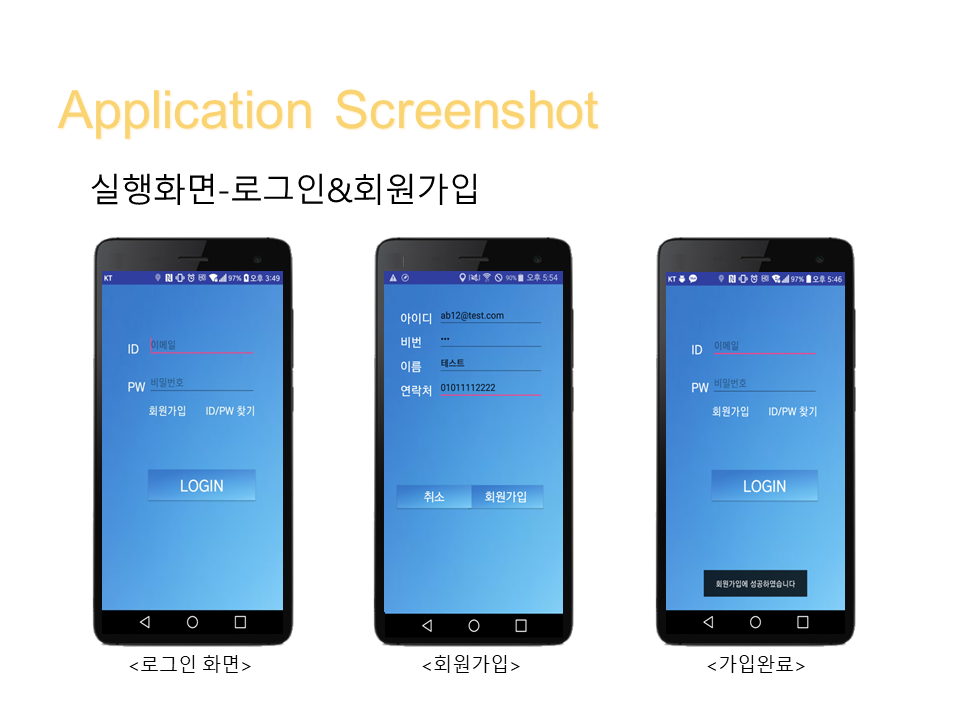 Application Screenshot
실행화면-로그인&회원가입
KT 97% 오후 3:49
ID 이메일
PW 비밀번호
회원가입 ID/PW 찾기
LOGIN
<로그인 화면>
90% 오후 5:54
아이디 ab12@test.com
비번 •••
이름 테스트
연락처 01011112222
취소 회원가입
<회원가입>
KT 97% 오후 5:46
ID 이메일
PW 비밀번호
회원가입 ID/PW 찾기
LOGIN
회원가입에 성공하였습니다
<가입완료>